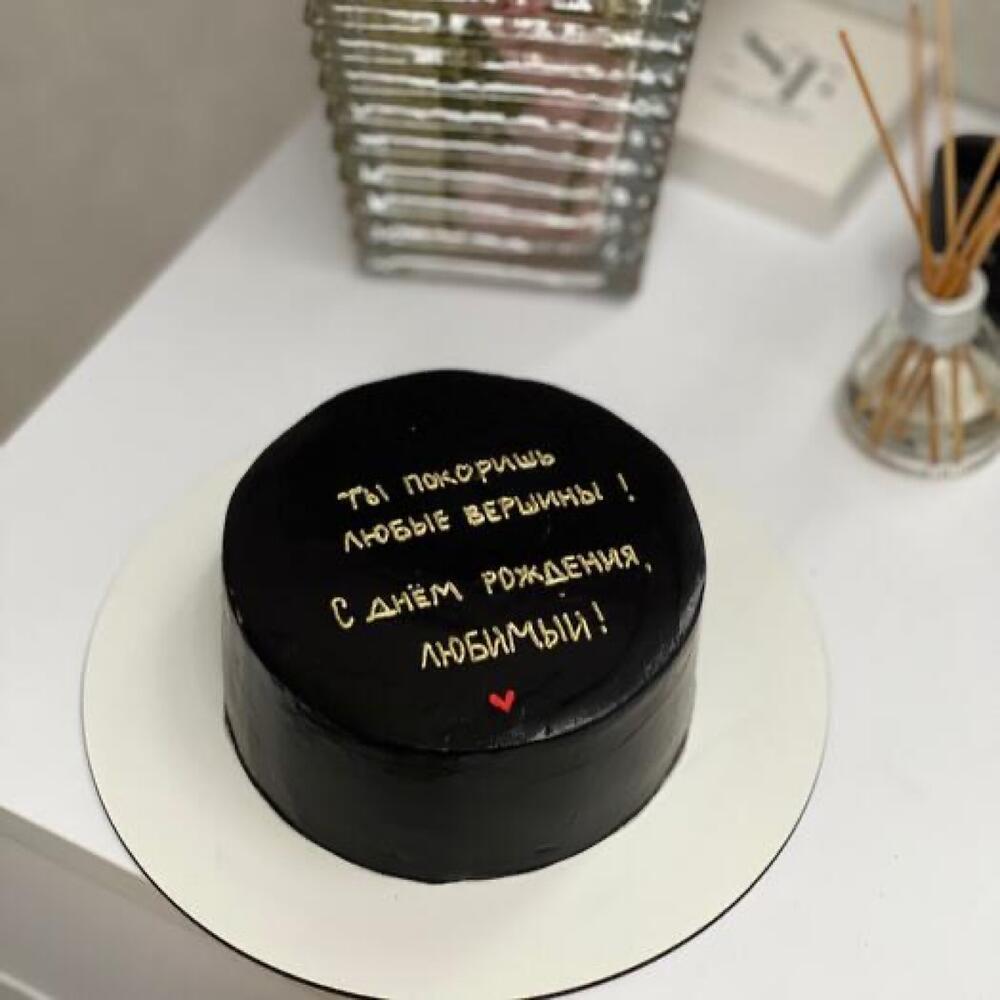 ТЫ ПОКОРИШЬ
ЛЮБЫЕ ВЕРШИНЫ !
С ДНЁМ РОЖДЕНИЯ,
ЛЮБИМЫЙ!